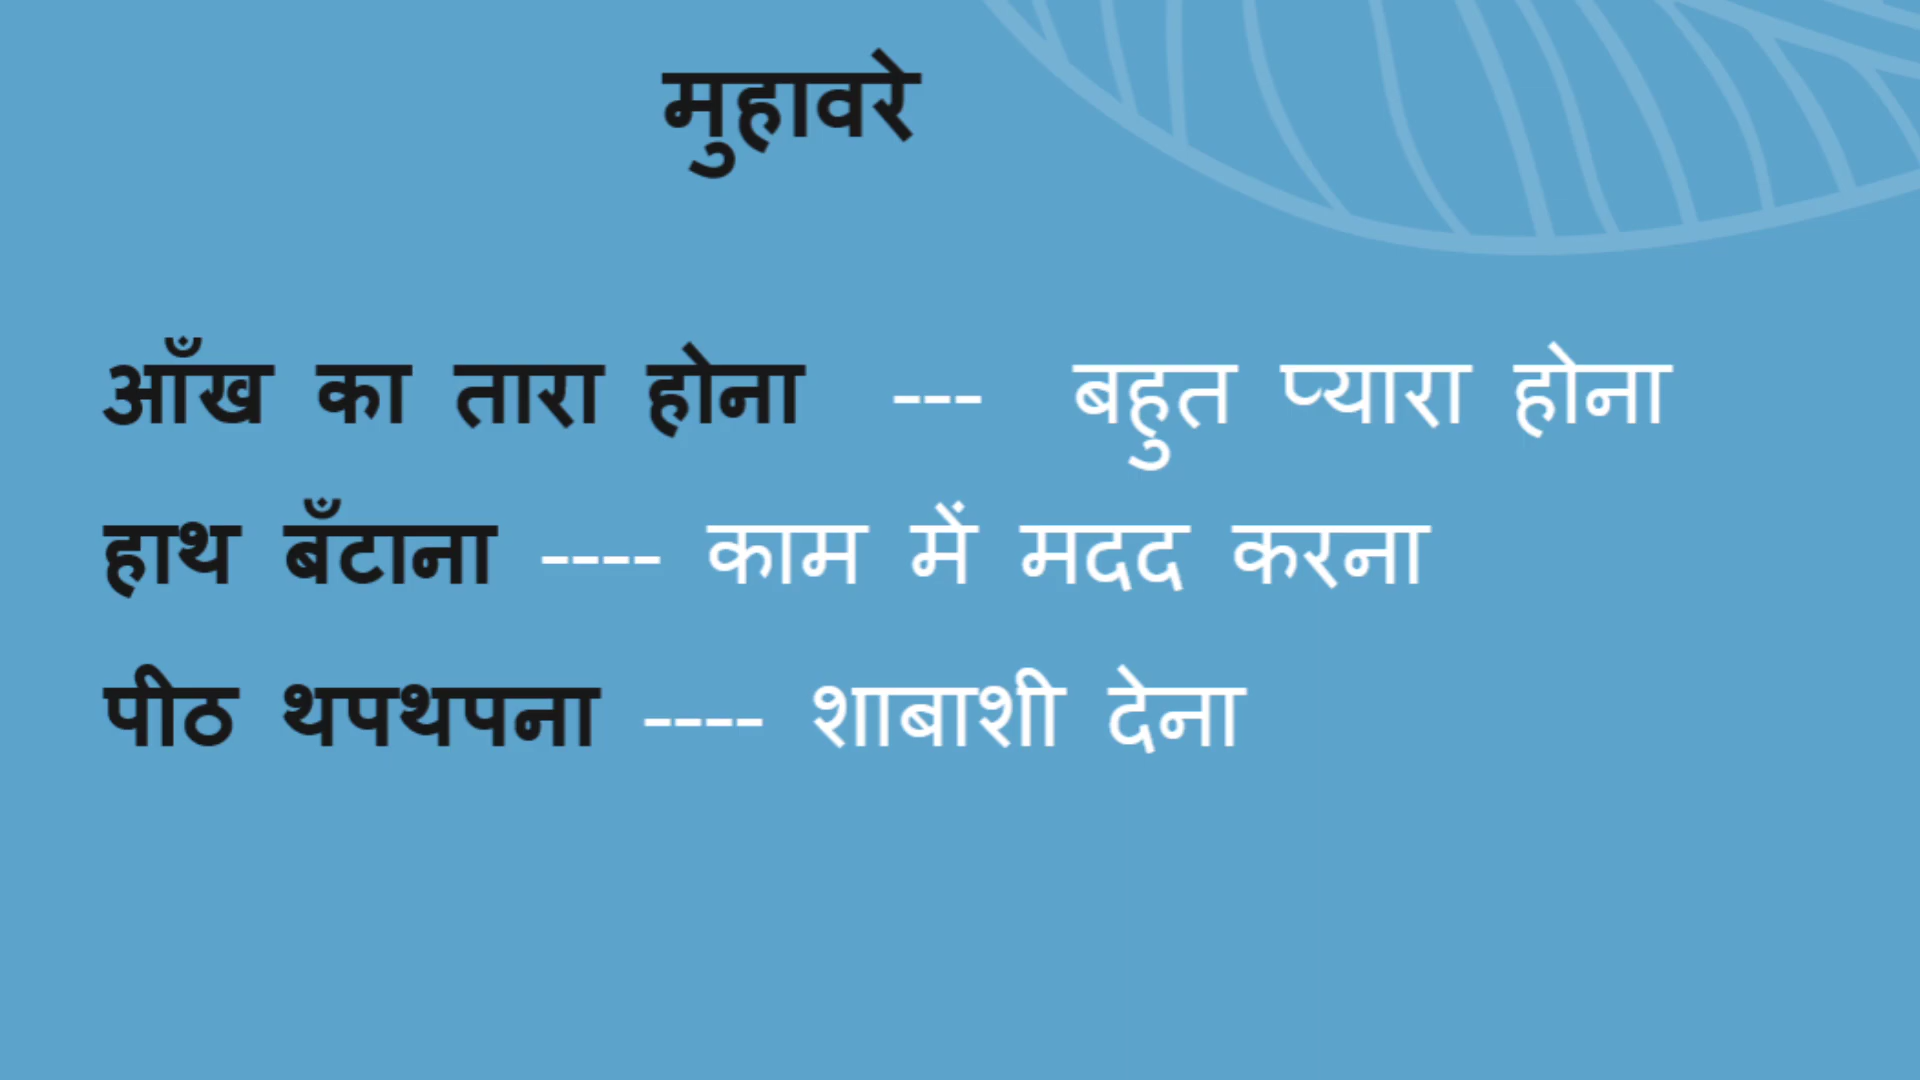 मुहावरे
आँख का तारा होना --- बहुत प्यारा होना
हाथ बँटाना ---- काम में मदद करना
पीठ थपथपना ---- शाबाशी देना